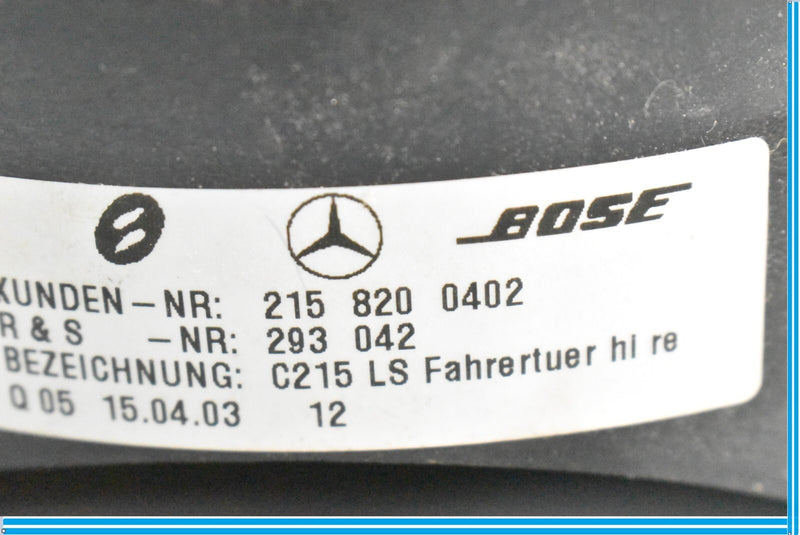 BOSE
KUNDEN-NR: 215 820 0402
R & S -NR: 293 042
BEZEICHNUNG: C215 LS Fahrertuer hi re
Q 05 15.04.03 12